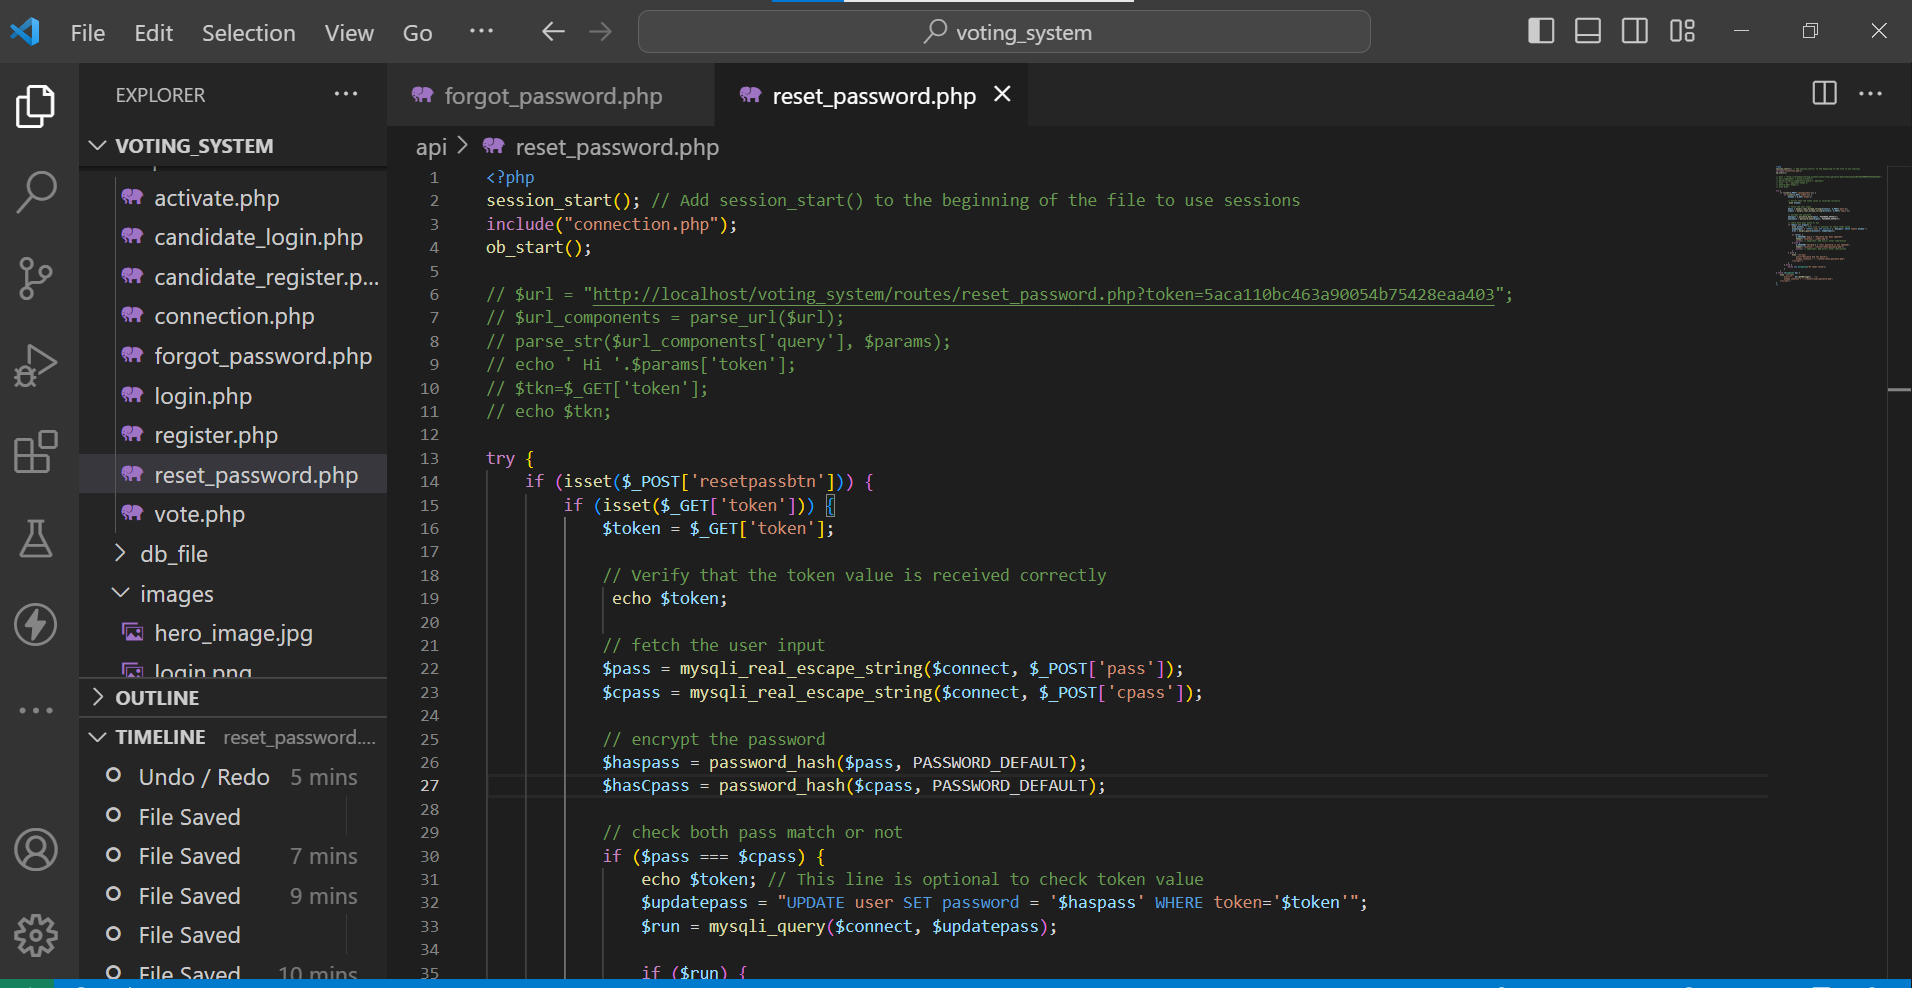 File Edit Selection View Go ··· voting_system
EXPLORER ···
VOTING_SYSTEM
activate.php
candidate_login.php
candidate_register.p...
connection.php
forgot_password.php
login.php
register.php
reset_password.php
vote.php
db_file
images
hero_image.jpg
login.png
OUTLINE
TIMELINE reset_password....
Undo / Redo 5 mins
File Saved
File Saved 7 mins
File Saved 9 mins
File Saved
File Saved 10 mins
forgot_password.php reset_password.php
api > reset_password.php
1 <?php
2 session_start(); // Add session_start() to the beginning of the file to use sessions
3 include("connection.php");
4 ob_start();
5
6 // $url = "http://localhost/voting_system/routes/reset_password.php?token=5aca110bc463a90054b75428eaa403";
7 // $url_components = parse_url($url);
8 // parse_str($url_components['query'], $params);
9 // echo ' Hi '.$params['token'];
10 // $tkn=$_GET['token'];
11 // echo $tkn;
12
13 try {
14 if (isset($_POST['resetpassbtn'])) {
15 if (isset($_GET['token'])) {
16 $token = $_GET['token'];
17
18 // Verify that the token value is received correctly
19 echo $token;
20
21 // fetch the user input
22 $pass = mysqli_real_escape_string($connect, $_POST['pass']);
23 $cpass = mysqli_real_escape_string($connect, $_POST['cpass']);
24
25 // encrypt the password
26 $haspass = password_hash($pass, PASSWORD_DEFAULT);
27 $hasCpass = password_hash($cpass, PASSWORD_DEFAULT);
28
29 // check both pass match or not
30 if ($pass === $cpass) {
31 echo $token; // This line is optional to check token value
32 $updatepass = "UPDATE user SET password = '$haspass' WHERE token='$token'";
33 $run = mysqli_query($connect, $updatepass);
34
35 if ($run) {